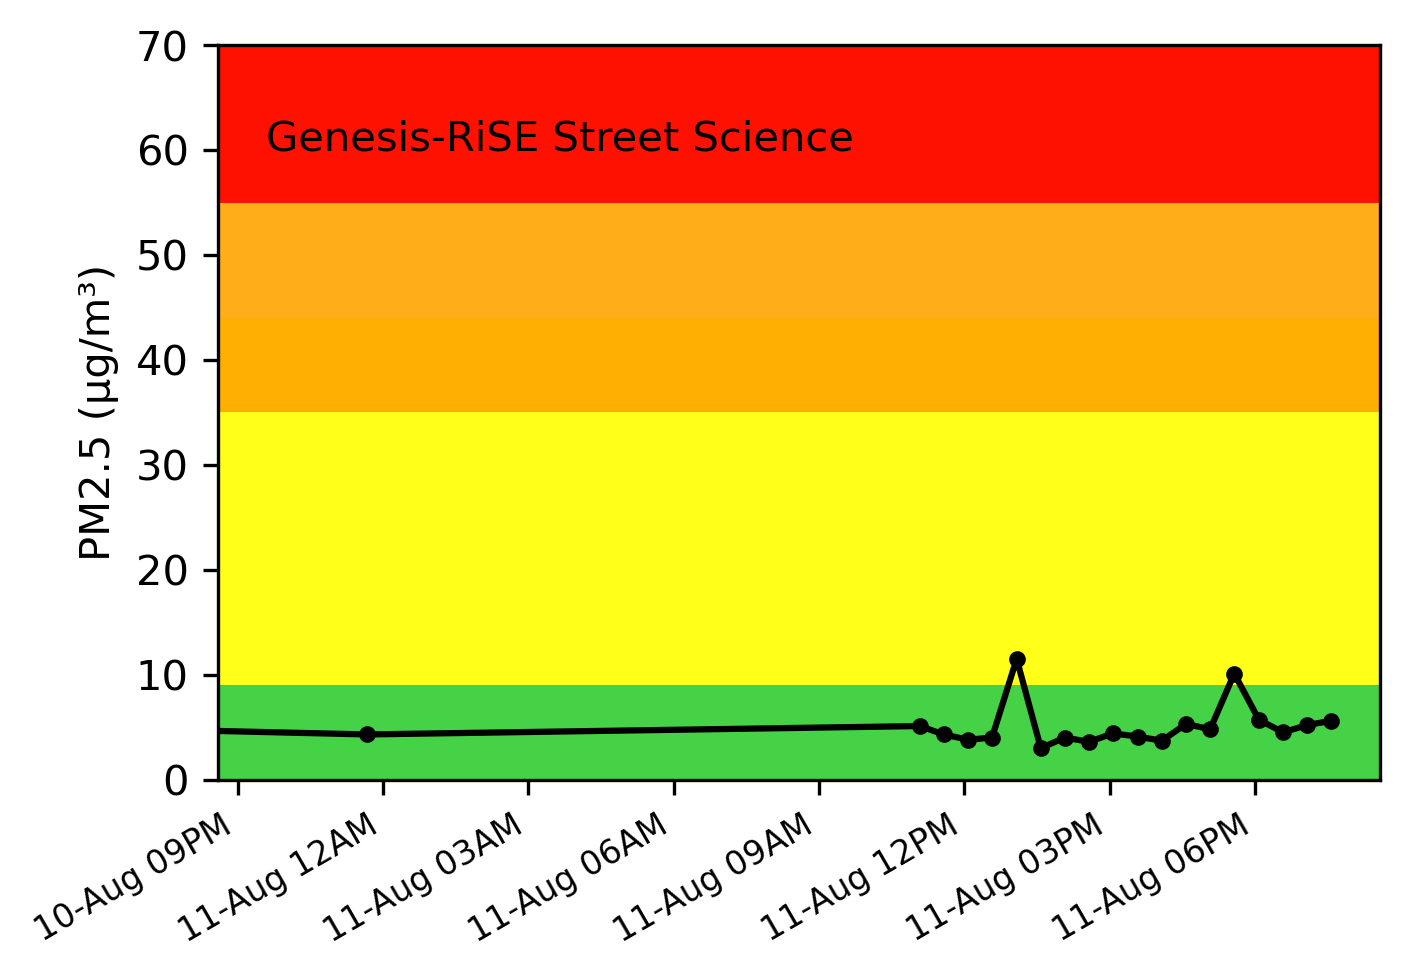 70
Genesis-RiSE Street Science
60
50
40
30
20
10
0
PM2.5 (µg/m³)
10-Aug 09PM
11-Aug 12AM
11-Aug 03AM
11-Aug 06AM
11-Aug 09AM
11-Aug 12PM
11-Aug 03PM
11-Aug 06PM